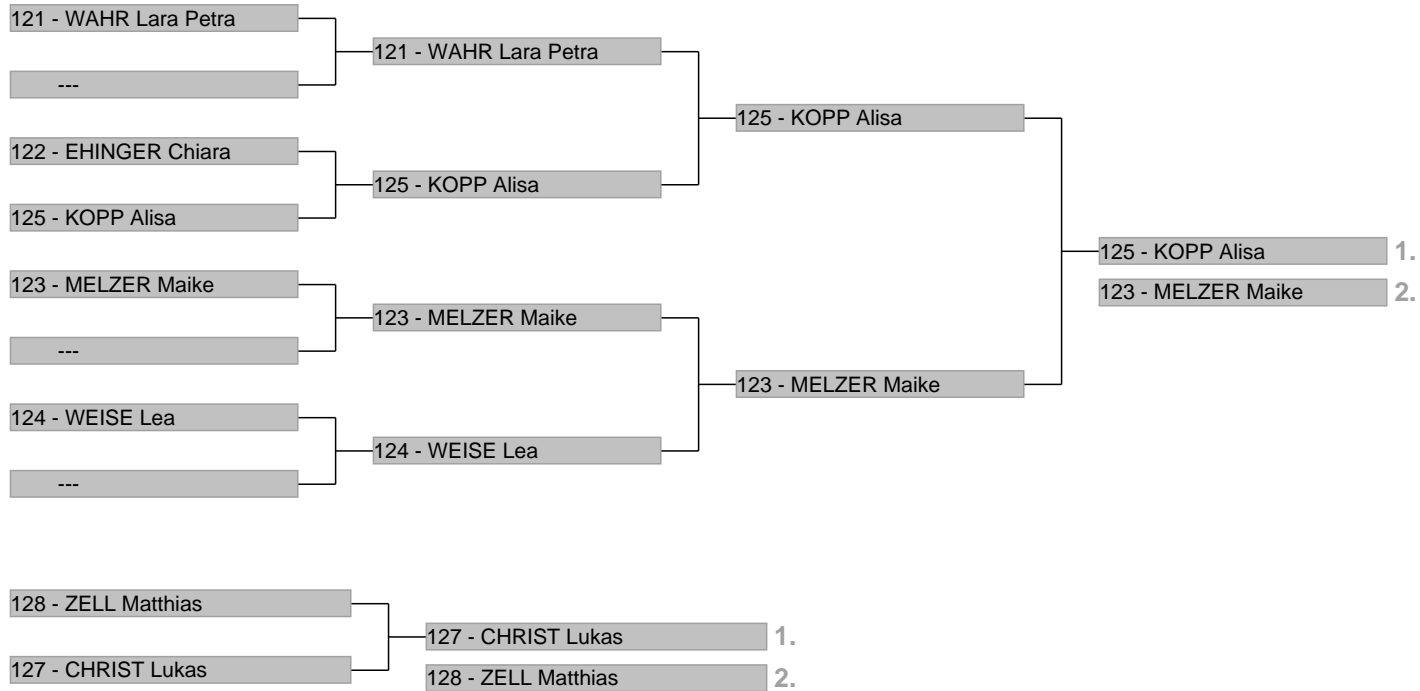 121 - WAHR Lara Petra
---
122 - EHINGER Chiara
125 - KOPP Alisa
123 - MELZER Maike
---
124 - WEISE Lea
---
121 - WAHR Lara Petra
125 - KOPP Alisa
123 - MELZER Maike
124 - WEISE Lea
125 - KOPP Alisa
123 - MELZER Maike
125 - KOPP Alisa 1.
123 - MELZER Maike 2.
128 - ZELL Matthias
127 - CHRIST Lukas
127 - CHRIST Lukas 1.
128 - ZELL Matthias 2.